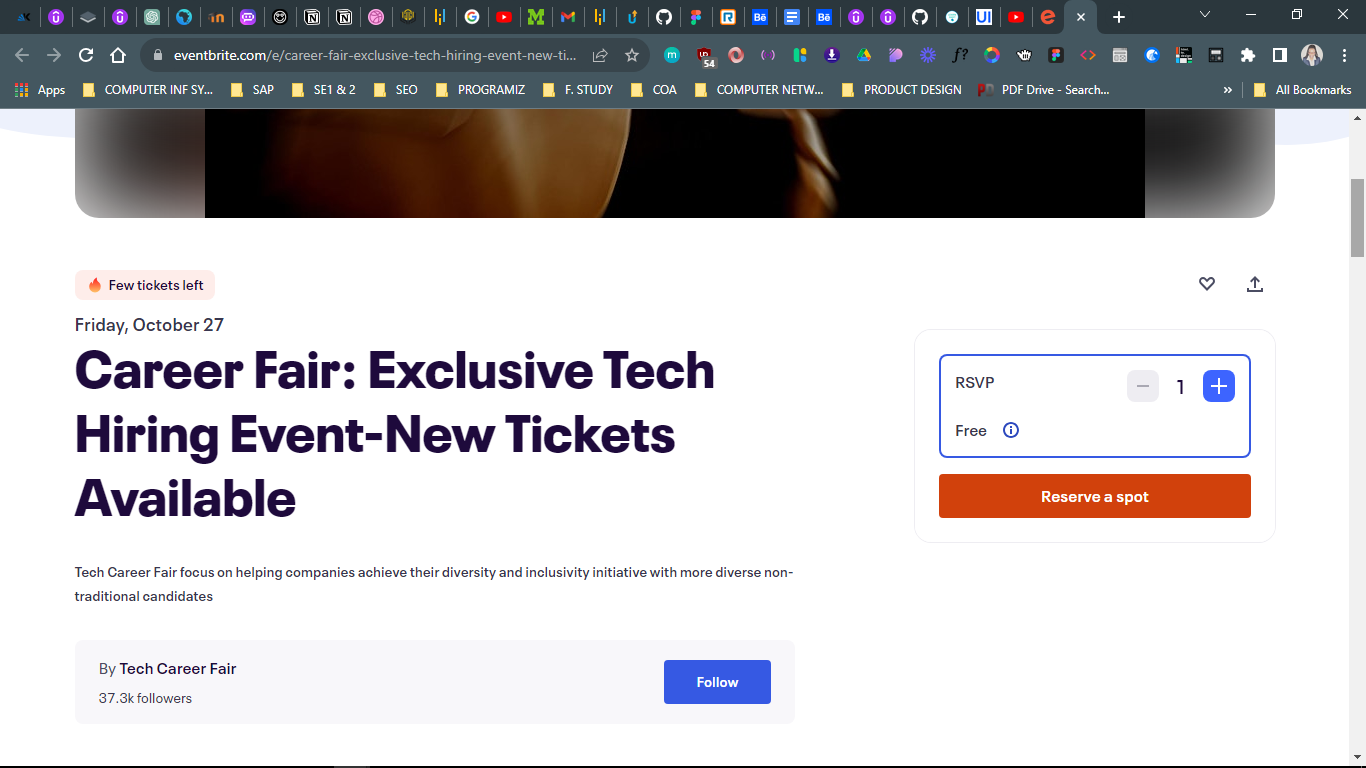 eventbrite.com/e/career-fair-exclusive-tech-hiring-event-new-ti...
54
Apps
COMPUTER INF SY...
SAP
SE1 & 2
SEO
PROGRAMIZ
F. STUDY
COA
COMPUTER NETW...
PRODUCT DESIGN
PDF Drive - Search...
»
All Bookmarks
Few tickets left
Friday, October 27
Career Fair: Exclusive Tech
Hiring Event-New Tickets
Available
RSVP
1
Free
Reserve a spot
Tech Career Fair focus on helping companies achieve their diversity and inclusivity initiative with more diverse non-
traditional candidates
By Tech Career Fair
37.3k followers
Follow